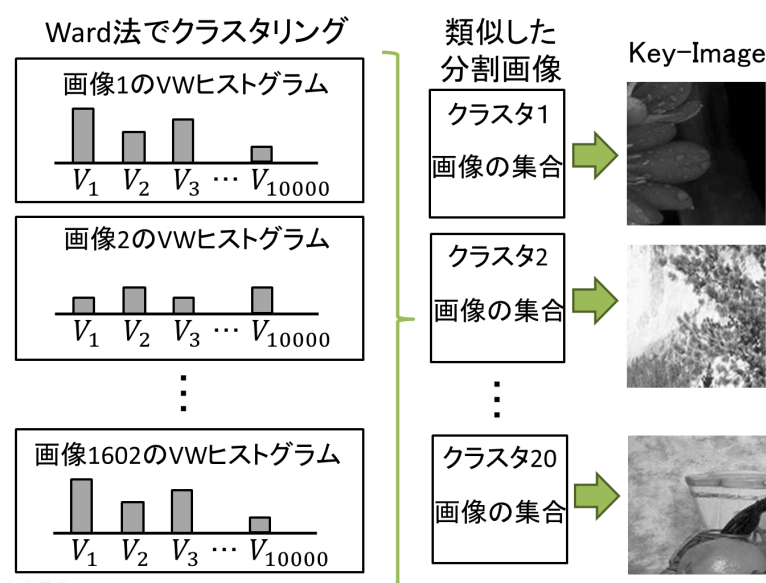 Ward法でクラスタリング
画像1のVWヒストグラム
V₁ V₂ V₃ … V₁₀₀₀₀
画像2のVWヒストグラム
V₁ V₂ V₃ … V₁₀₀₀₀
⋮
画像1602のVWヒストグラム
V₁ V₂ V₃ … V₁₀₀₀₀
類似した
分割画像
クラスタ1
画像の集合
クラスタ2
画像の集合
⋮
クラスタ20
画像の集合
Key-Image